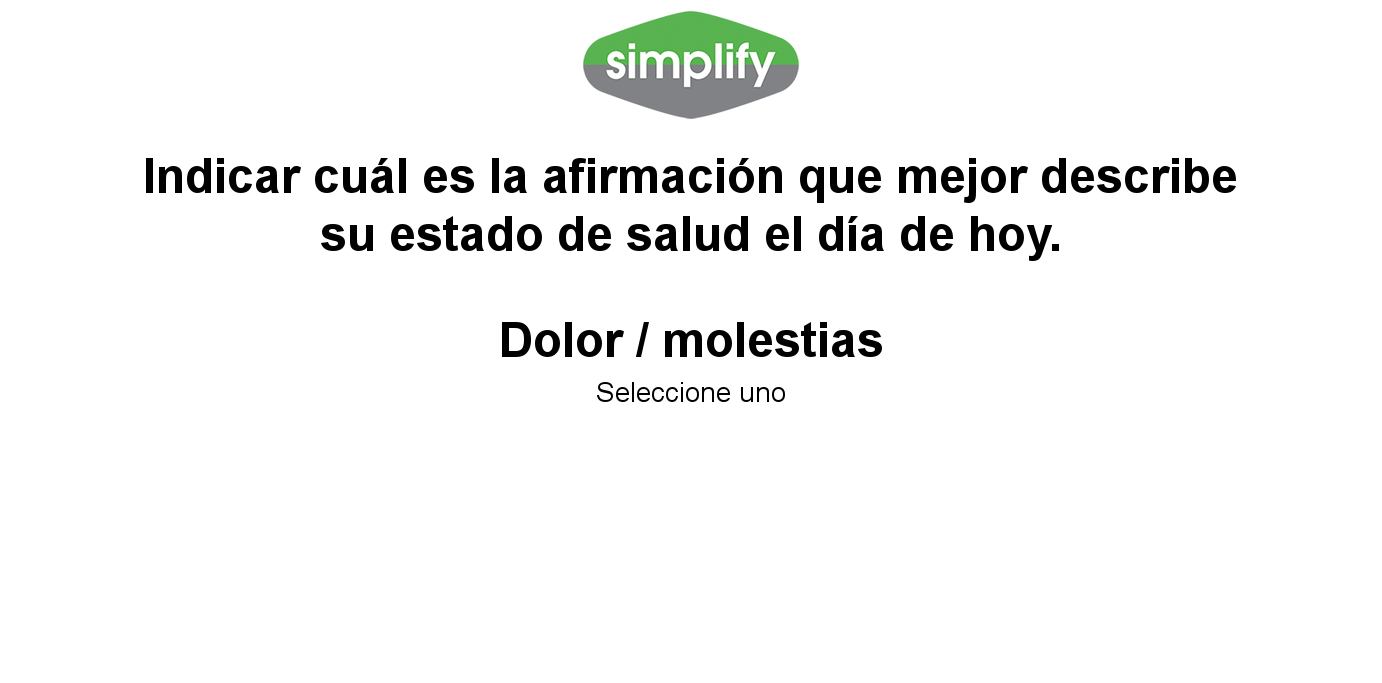 simplify
Indicar cuál es la afirmación que mejor describe
su estado de salud el día de hoy.
Dolor / molestias
Seleccione uno